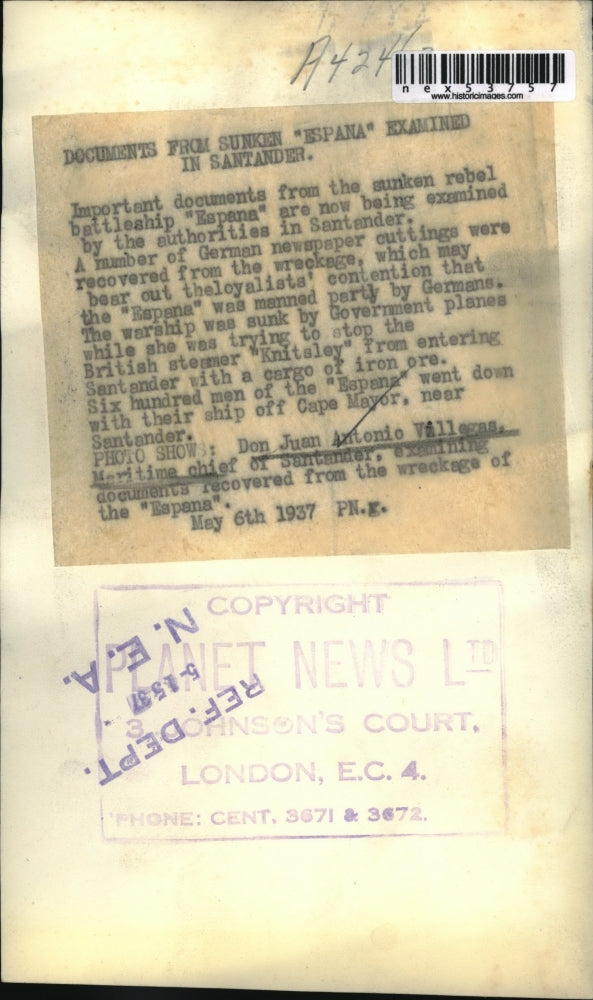 A424
nex53757
www.historicimages.com
DOCUMENTS FROM SUNKEN "ESPANA" EXAMINED
IN SANTANDER.
Important documents from the sunken rebel
battleship "Espana" are now being examined
by the authorities in Santander.
A number of German newspaper cuttings were
recovered from the wreckage, which may
bear out theloyalists' contention that
the "Espana" was manned partly by Germans.
The warship was sunk by Government planes
while she was trying to stop the
British steamer "Knitsley" from entering
Santander with a cargo of iron ore.
Six hundred men of the "Espana" went down
with their ship off Cape Mayor, near
Santander.
PHOTO SHOWS: Don Juan Antonio Villegas,
Maritime chief of Santander, examining
documents recovered from the wreckage of
the "Espana".
May 6th 1937 PN.K.
COPYRIGHT
PLANET NEWS LTD
3, JOHNSON'S COURT,
LONDON, E.C. 4.
'PHONE: CENT. 3671 & 3672.
REF. DEPT.
N. E. A.